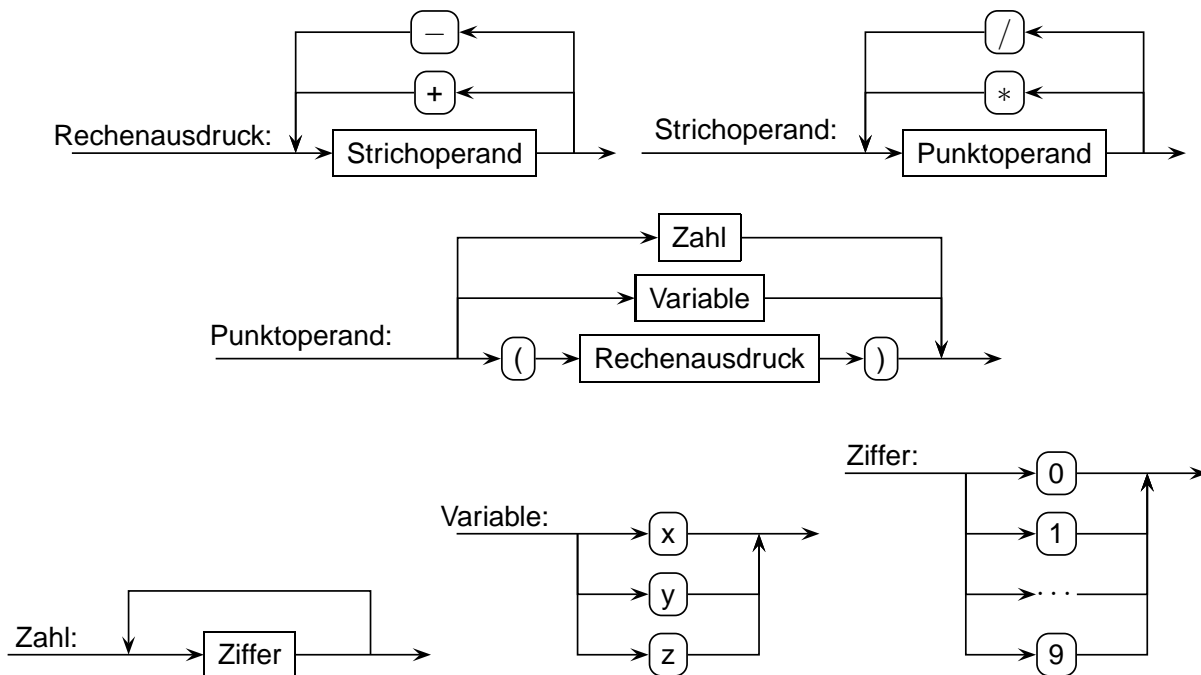 − /
+ *
Rechenausdruck: Strichoperand Strichoperand: Punktoperand
Zahl
Variable
Punktoperand: ( Rechenausdruck )
Ziffer: 0
Variable: x 1
y ...
Zahl: Ziffer z 9